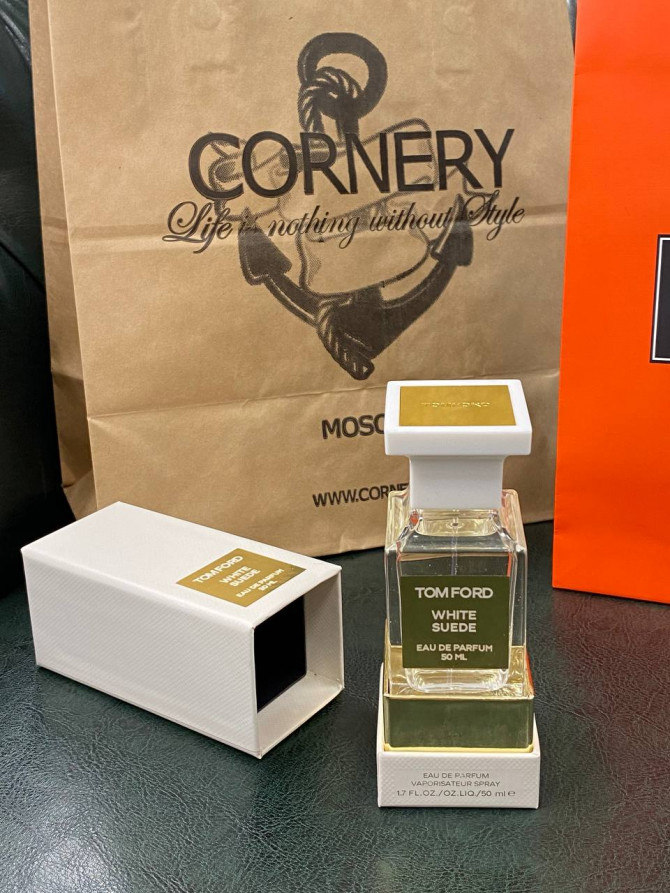 CORNERY
Life is nothing without Style
WWW.CORNE
TOM FORD
WHITE
SUEDE
EAU DE PARFUM
50 ML
TOM FORD
TOM FORD
WHITE
SUEDE
EAU DE PARFUM
50 ML
EAU DE PARFUM
VAPORISATEUR SPRAY
1.7 FL.OZ./OZ.LIQ./50 ml ℮